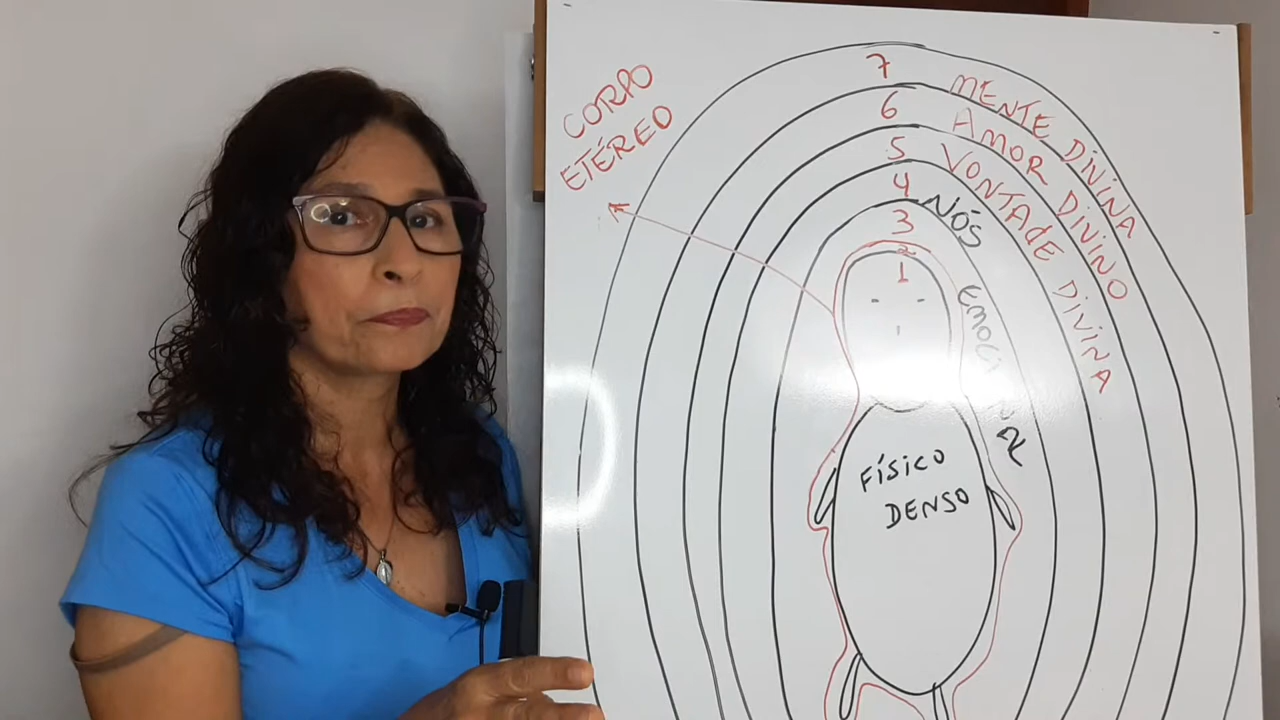 CORPO
ETÉREO
7
MENTE DIVINA
6
AMOR DIVINO
5
VONTADE DIVINA
4
NÓS
3
2
1
FÍSICO
DENSO